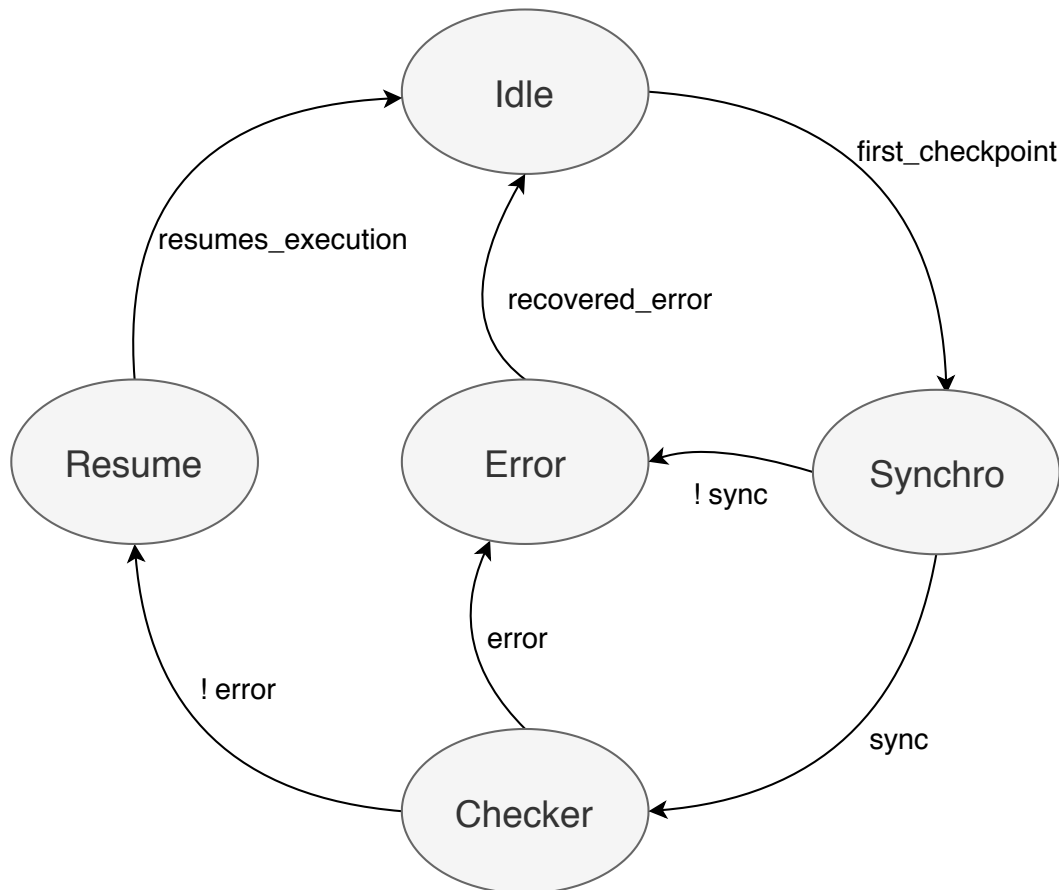 Idle
first_checkpoint
resumes_execution
recovered_error
Resume
Error
Synchro
! sync
error
! error
sync
Checker